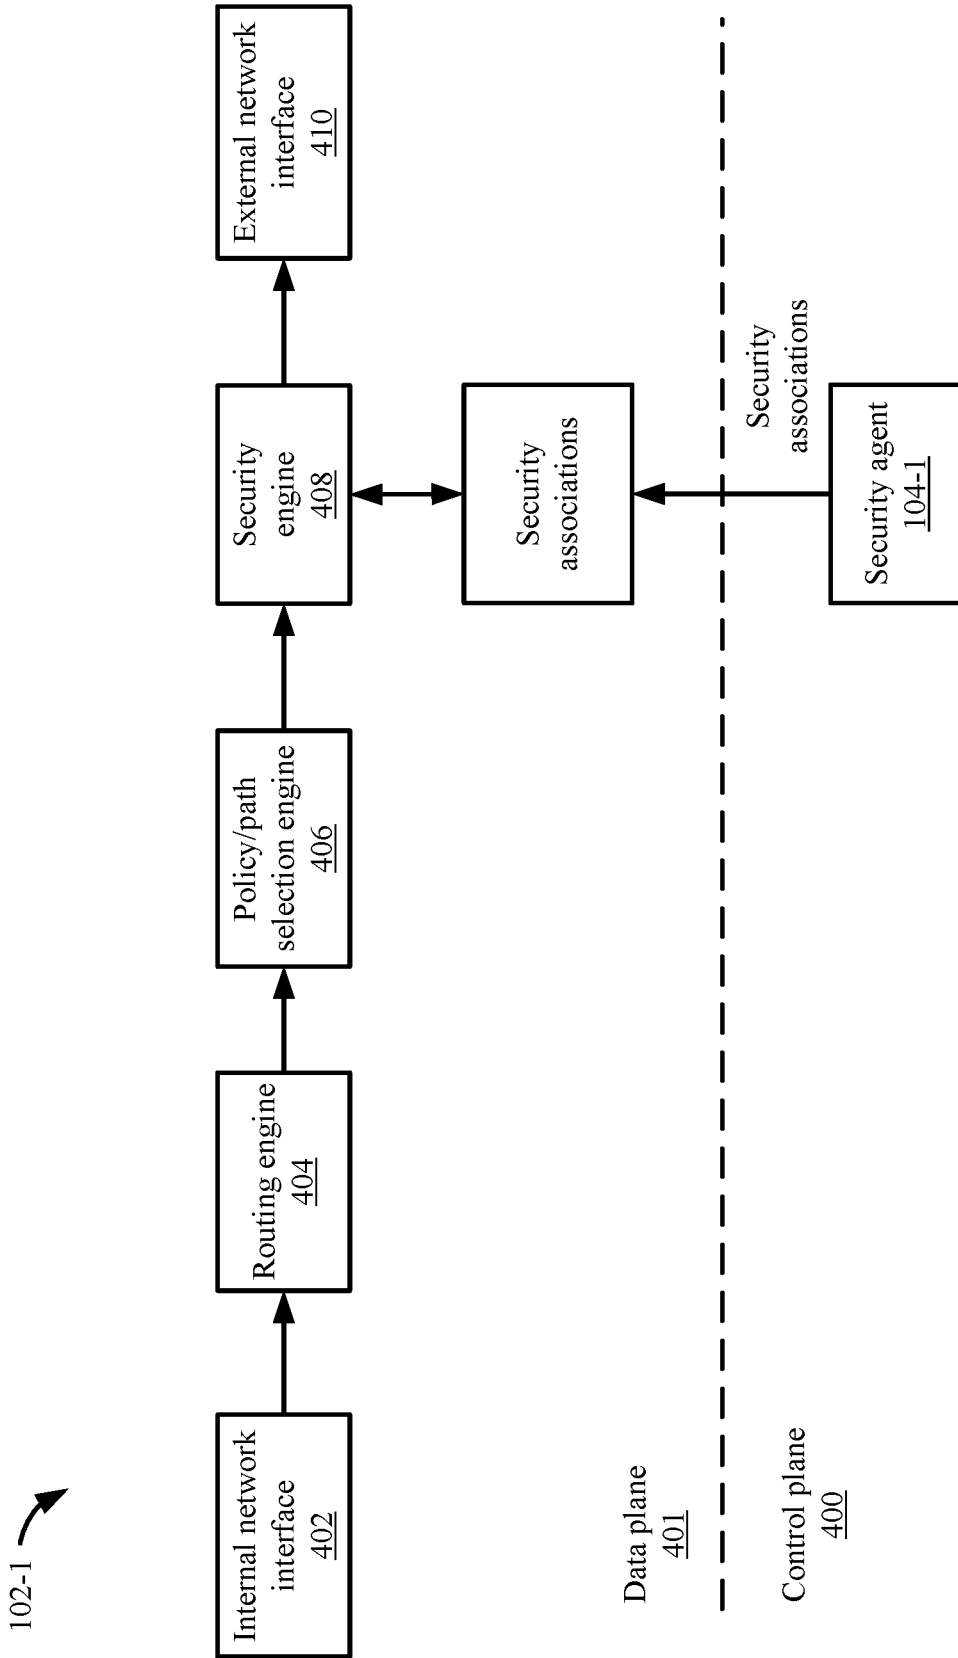 102-1
Internal network
interface
402
Routing engine
404
Policy/path
selection engine
406
Security
engine
408
External network
interface
410
Security
associations
Data plane
401
Security
associations
Control plane
400
Security agent
104-1